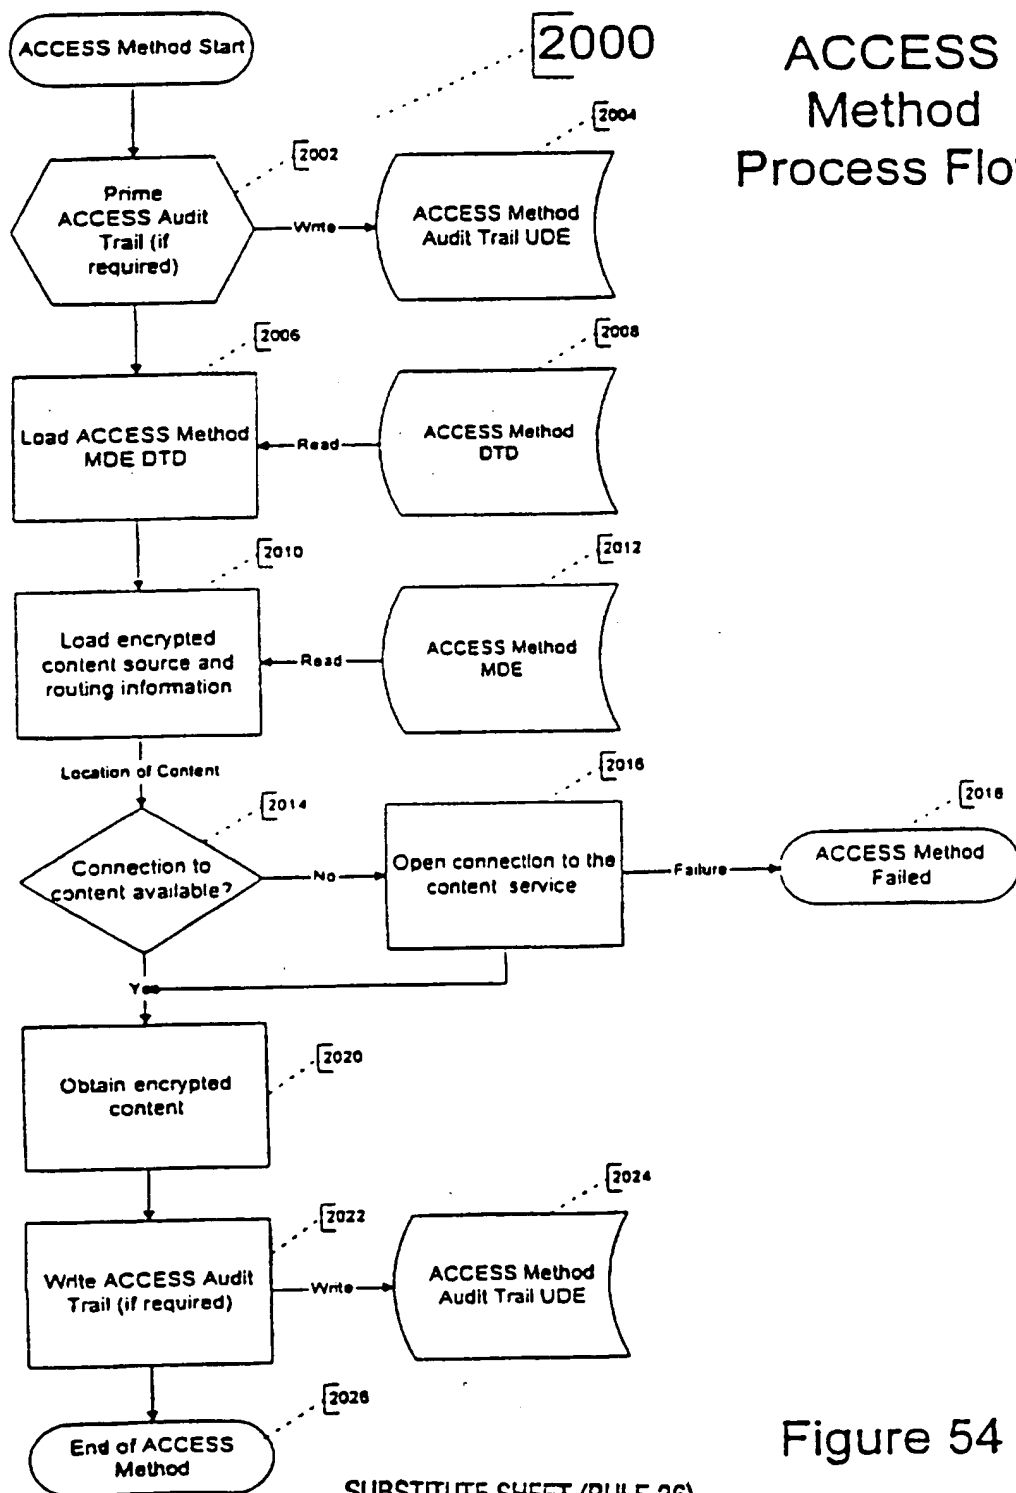 ACCESS Method Start
2000
ACCESS
Method
Process Flo
2002
2004
Prime
ACCESS Audit
Trail (if
required)
Write
ACCESS Method
Audit Trail UDE
2006
2008
Load ACCESS Method
MDE DTD
Read
ACCESS Method
DTD
2010
2012
Load encrypted
content source and
routing information
Read
ACCESS Method
MDE
Location of Content
2014
2016
2018
Connection to
content available?
No
Open connection to the
content service
Failure
ACCESS Method
Failed
Yes
2020
Obtain encrypted
content
2022
2024
Write ACCESS Audit
Trail (if required)
Write
ACCESS Method
Audit Trail UDE
2026
End of ACCESS
Method
Figure 54
SUBSTITUTE SHEET (RULE 26)